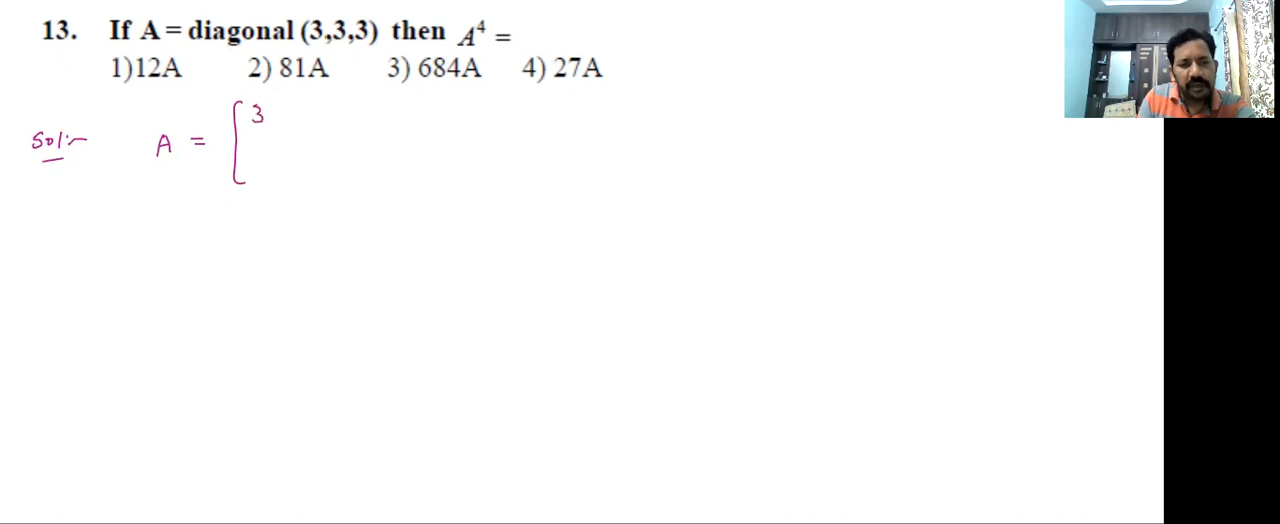 13. If A = diagonal (3,3,3) then A⁴ =
1)12A 2) 81A 3) 684A 4) 27A
Sol:- A = [ 3